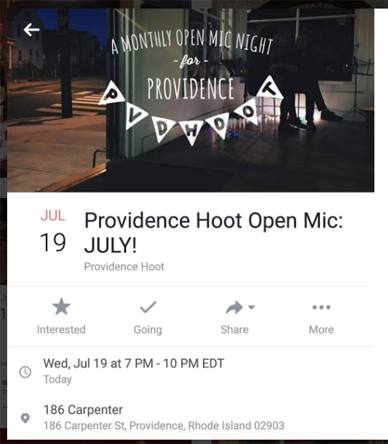 A MONTHLY OPEN MIC NIGHT
- for -
PROVIDENCE
PVDHOOT
JUL
19
Providence Hoot Open Mic:
JULY!
Providence Hoot
Interested
Going
Share
More
Wed, Jul 19 at 7 PM - 10 PM EDT
Today
186 Carpenter
186 Carpenter St, Providence, Rhode Island 02903